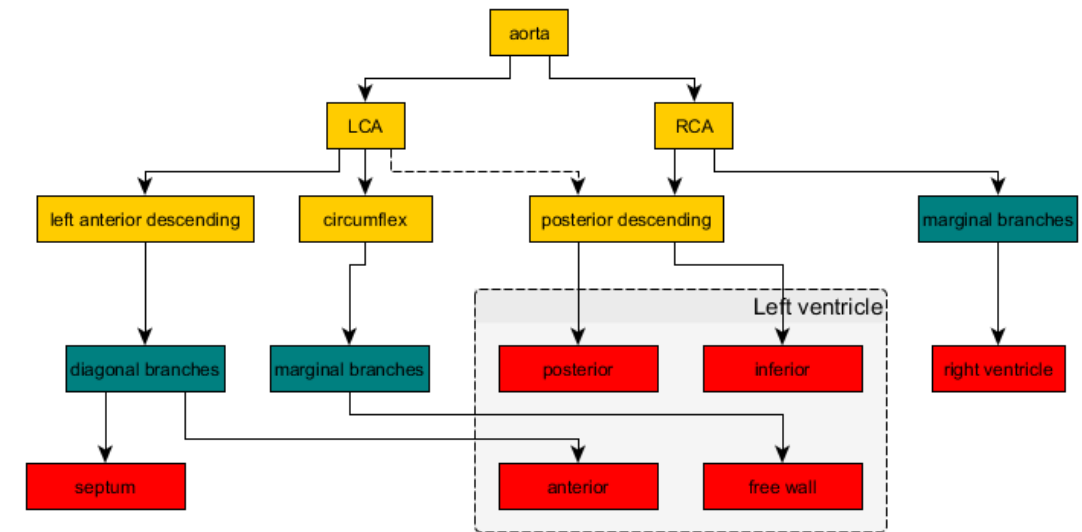 aorta
LCA
RCA
left anterior descending
circumflex
posterior descending
marginal branches
Left ventricle
diagonal branches
marginal branches
posterior
inferior
right ventricle
septum
anterior
free wall